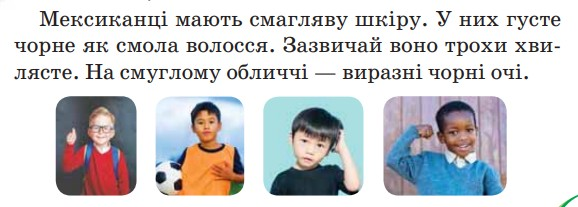 Мексиканці мають смагляву шкіру. У них густе
чорне як смола волосся. Зазвичай воно трохи хви-
лясте. На смуглому обличчі — виразні чорні очі.